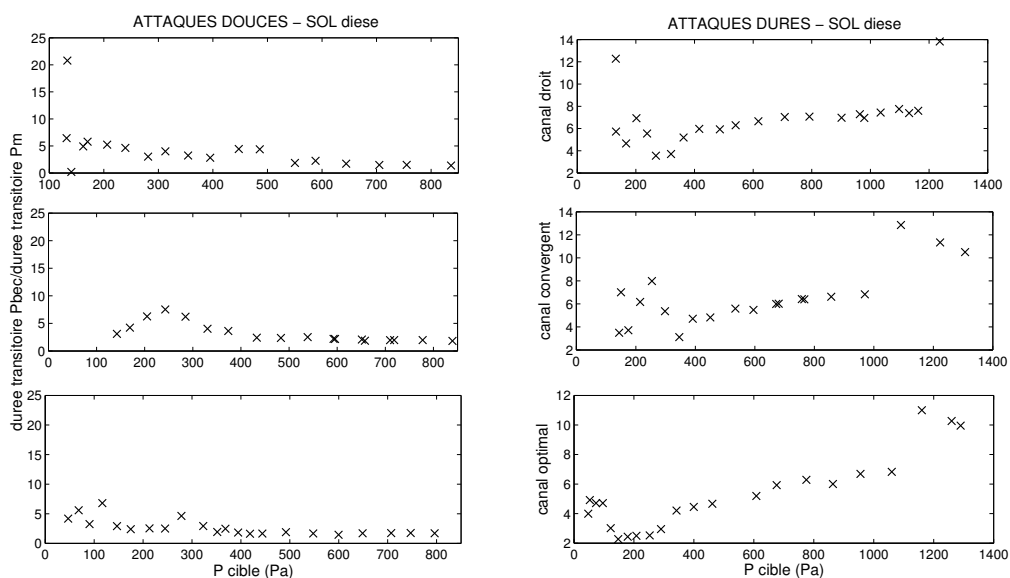 ATTAQUES DOUCES – SOL diese
duree transitoire Pbec/duree transitoire Pm
25
20
15
10
5
0
100 200 300 400 500 600 700 800
25
20
15
10
5
0
0 100 200 300 400 500 600 700 800
25
20
15
10
5
0
0 100 200 300 400 500 600 700 800
P cible (Pa)
ATTAQUES DURES – SOL diese
canal droit
14
12
10
8
6
4
2
0 200 400 600 800 1000 1200 1400
canal convergent
14
12
10
8
6
4
2
0 200 400 600 800 1000 1200 1400
canal optimal
12
10
8
6
4
2
0 200 400 600 800 1000 1200 1400
P cible (Pa)